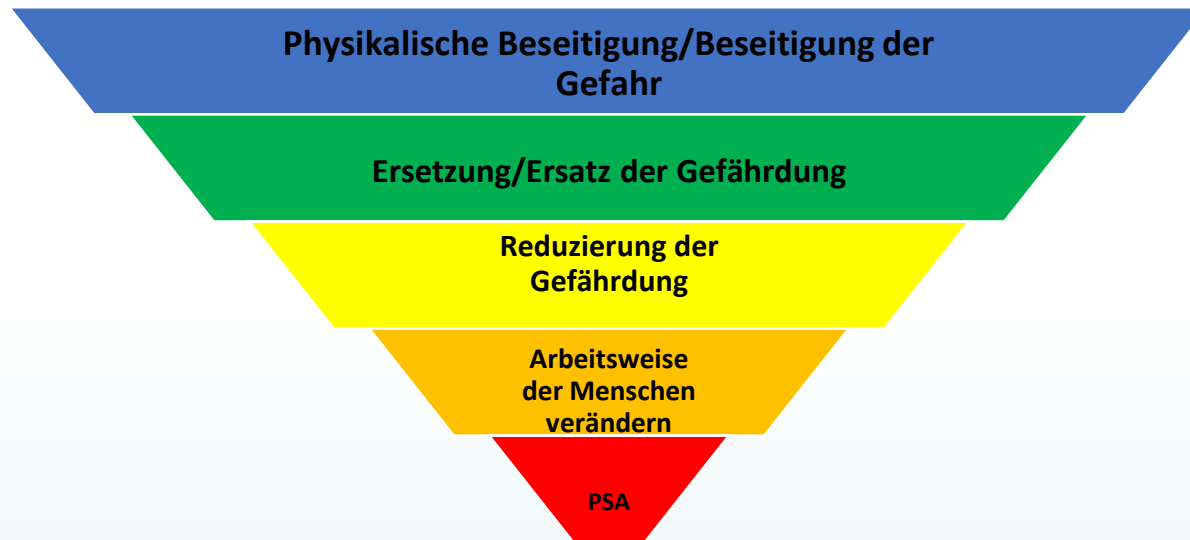 Physikalische Beseitigung/Beseitigung der
Gefahr
Ersetzung/Ersatz der Gefährdung
Reduzierung der
Gefährdung
Arbeitsweise
der Menschen
verändern
PSA